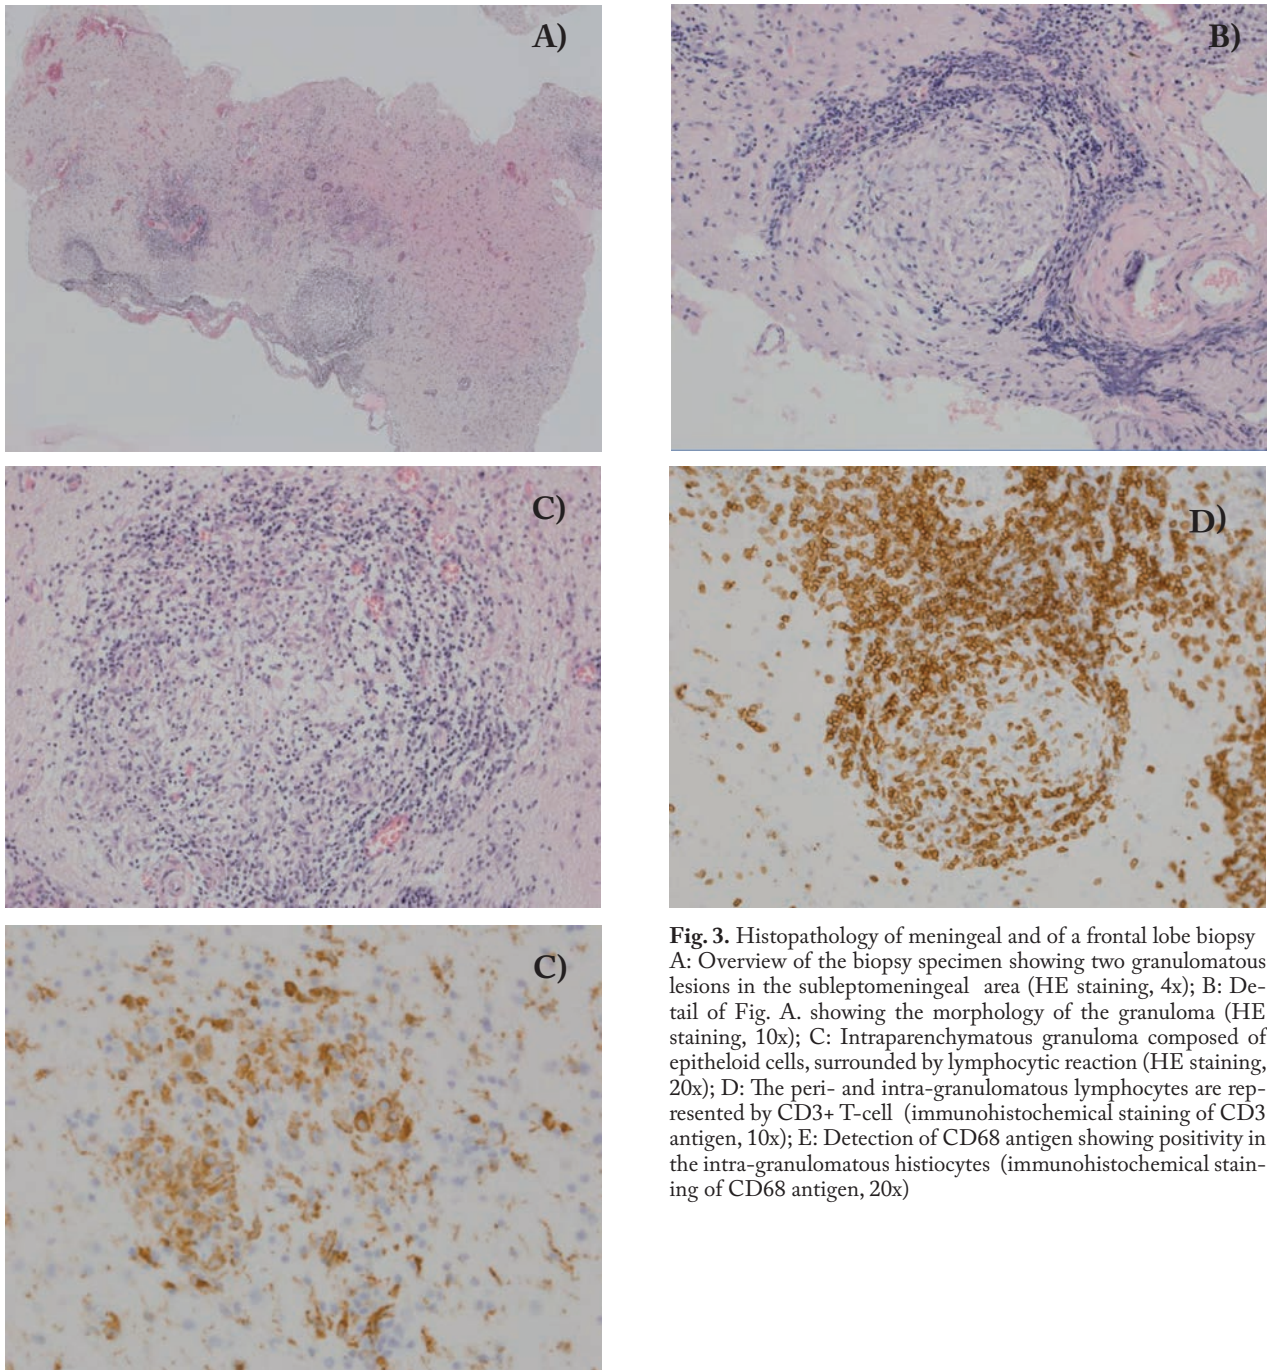 A)
B)
C)
D)
C)
Fig. 3. Histopathology of meningeal and of a frontal lobe biopsy
A: Overview of the biopsy specimen showing two granulomatous
lesions in the subleptomeningeal area (HE staining, 4x); B: De-
tail of Fig. A. showing the morphology of the granuloma (HE
staining, 10x); C: Intraparenchymatous granuloma composed of
epitheloid cells, surrounded by lymphocytic reaction (HE staining,
20x); D: The peri- and intra-granulomatous lymphocytes are rep-
resented by CD3+ T-cell (immunohistochemical staining of CD3
antigen, 10x); E: Detection of CD68 antigen showing positivity in
the intra-granulomatous histiocytes (immunohistochemical stain-
ing of CD68 antigen, 20x)